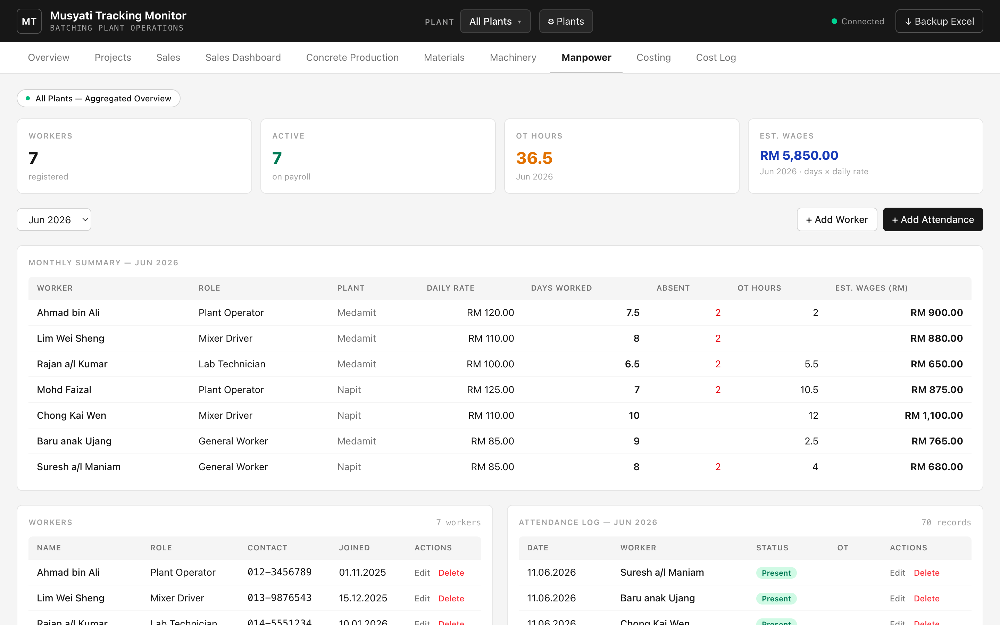 MT
Musyati Tracking Monitor
BATCHING PLANT OPERATIONS
PLANT All Plants ▾ ⚙ Plants
Connected ↓ Backup Excel
Overview Projects Sales Sales Dashboard Concrete Production Materials Machinery Manpower Costing Cost Log
All Plants — Aggregated Overview
WORKERS
7
registered
ACTIVE
7
on payroll
OT HOURS
36.5
Jun 2026
EST. WAGES
RM 5,850.00
Jun 2026 · days × daily rate
Jun 2026
+ Add Worker + Add Attendance
MONTHLY SUMMARY — JUN 2026
WORKER ROLE PLANT DAILY RATE DAYS WORKED ABSENT OT HOURS EST. WAGES (RM)
Ahmad bin Ali Plant Operator Medamit RM 120.00 7.5 2 2 RM 900.00
Lim Wei Sheng Mixer Driver Medamit RM 110.00 8 2 RM 880.00
Rajan a/l Kumar Lab Technician Medamit RM 100.00 6.5 2 5.5 RM 650.00
Mohd Faizal Plant Operator Napit RM 125.00 7 2 10.5 RM 875.00
Chong Kai Wen Mixer Driver Napit RM 110.00 10 12 RM 1,100.00
Baru anak Ujang General Worker Medamit RM 85.00 9 2.5 RM 765.00
Suresh a/l Maniam General Worker Napit RM 85.00 8 2 4 RM 680.00
WORKERS 7 workers
NAME ROLE CONTACT JOINED ACTIONS
Ahmad bin Ali Plant Operator 012-3456789 01.11.2025 Edit Delete
Lim Wei Sheng Mixer Driver 013-9876543 15.12.2025 Edit Delete
Rajan a/l Kumar Lab Technician 014-5551234 10.01.2026 Edit Delete
ATTENDANCE LOG — JUN 2026 70 records
DATE WORKER STATUS OT ACTIONS
11.06.2026 Suresh a/l Maniam Present Edit Delete
11.06.2026 Baru anak Ujang Present Edit Delete
11.06.2026 Chong Kai Wen Present Edit Delete